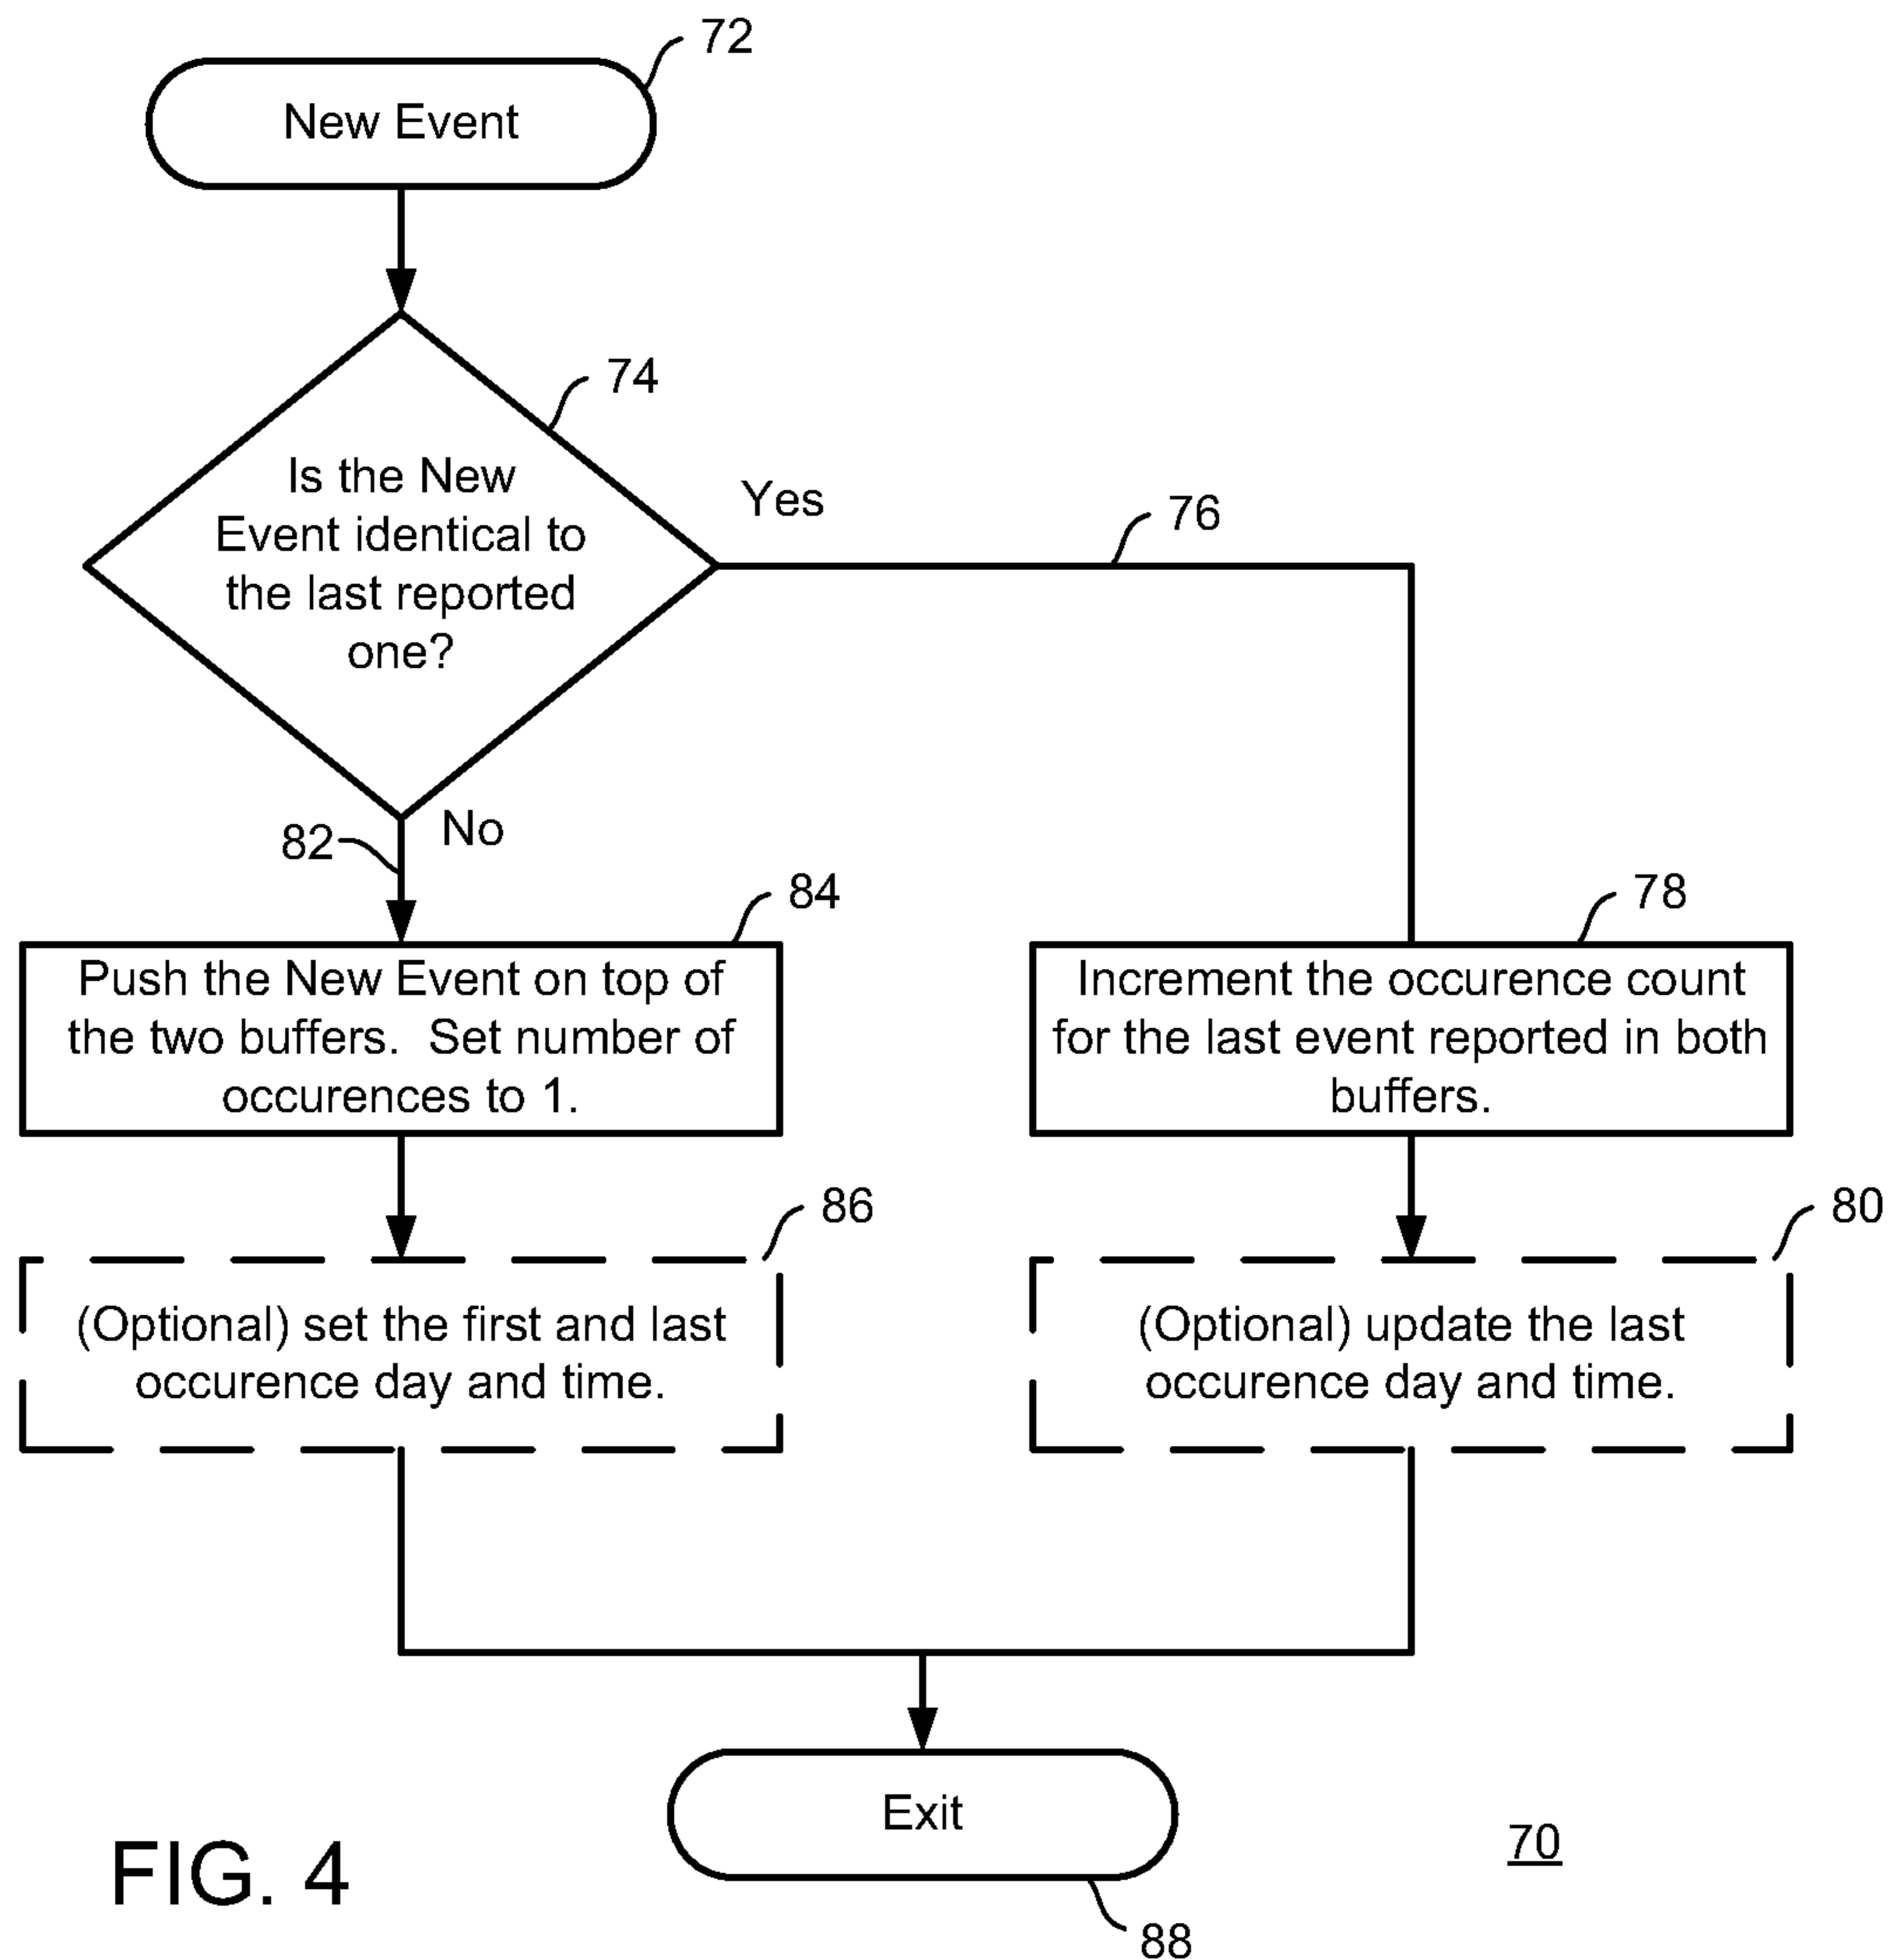 72
New Event
74
Is the New
Event identical to
the last reported
one?
Yes
76
82
No
84
Push the New Event on top of
the two buffers. Set number of
occurences to 1.
78
Increment the occurence count
for the last event reported in both
buffers.
86
(Optional) set the first and last
occurence day and time.
80
(Optional) update the last
occurence day and time.
Exit
88
70
FIG. 4